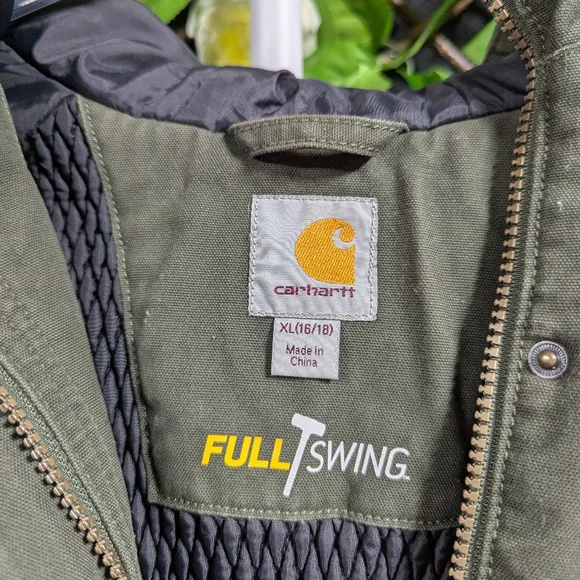 carhartt
XL(16/18)
Made in
China
FULL SWING